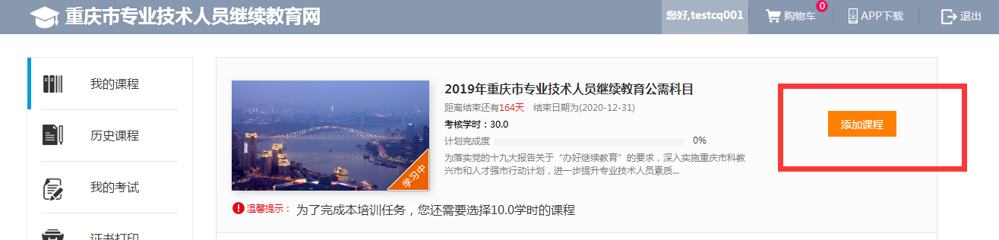 重庆市专业技术人员继续教育网
您好,testcq001
购物车
0
APP下载
退出
我的课程
历史课程
我的考试
证书打印
学习中
2019年重庆市专业技术人员继续教育公需科目
距离结束还有164天 结束日期为(2020-12-31)
考核学时：30.0
计划完成度 0%
为落实党的十九大报告关于“办好继续教育”的要求，深入实施重庆市科教
兴市和人才强市行动计划，进一步提升专业技术人员素质...
添加课程
温馨提示： 为了完成本培训任务，您还需要选择10.0学时的课程